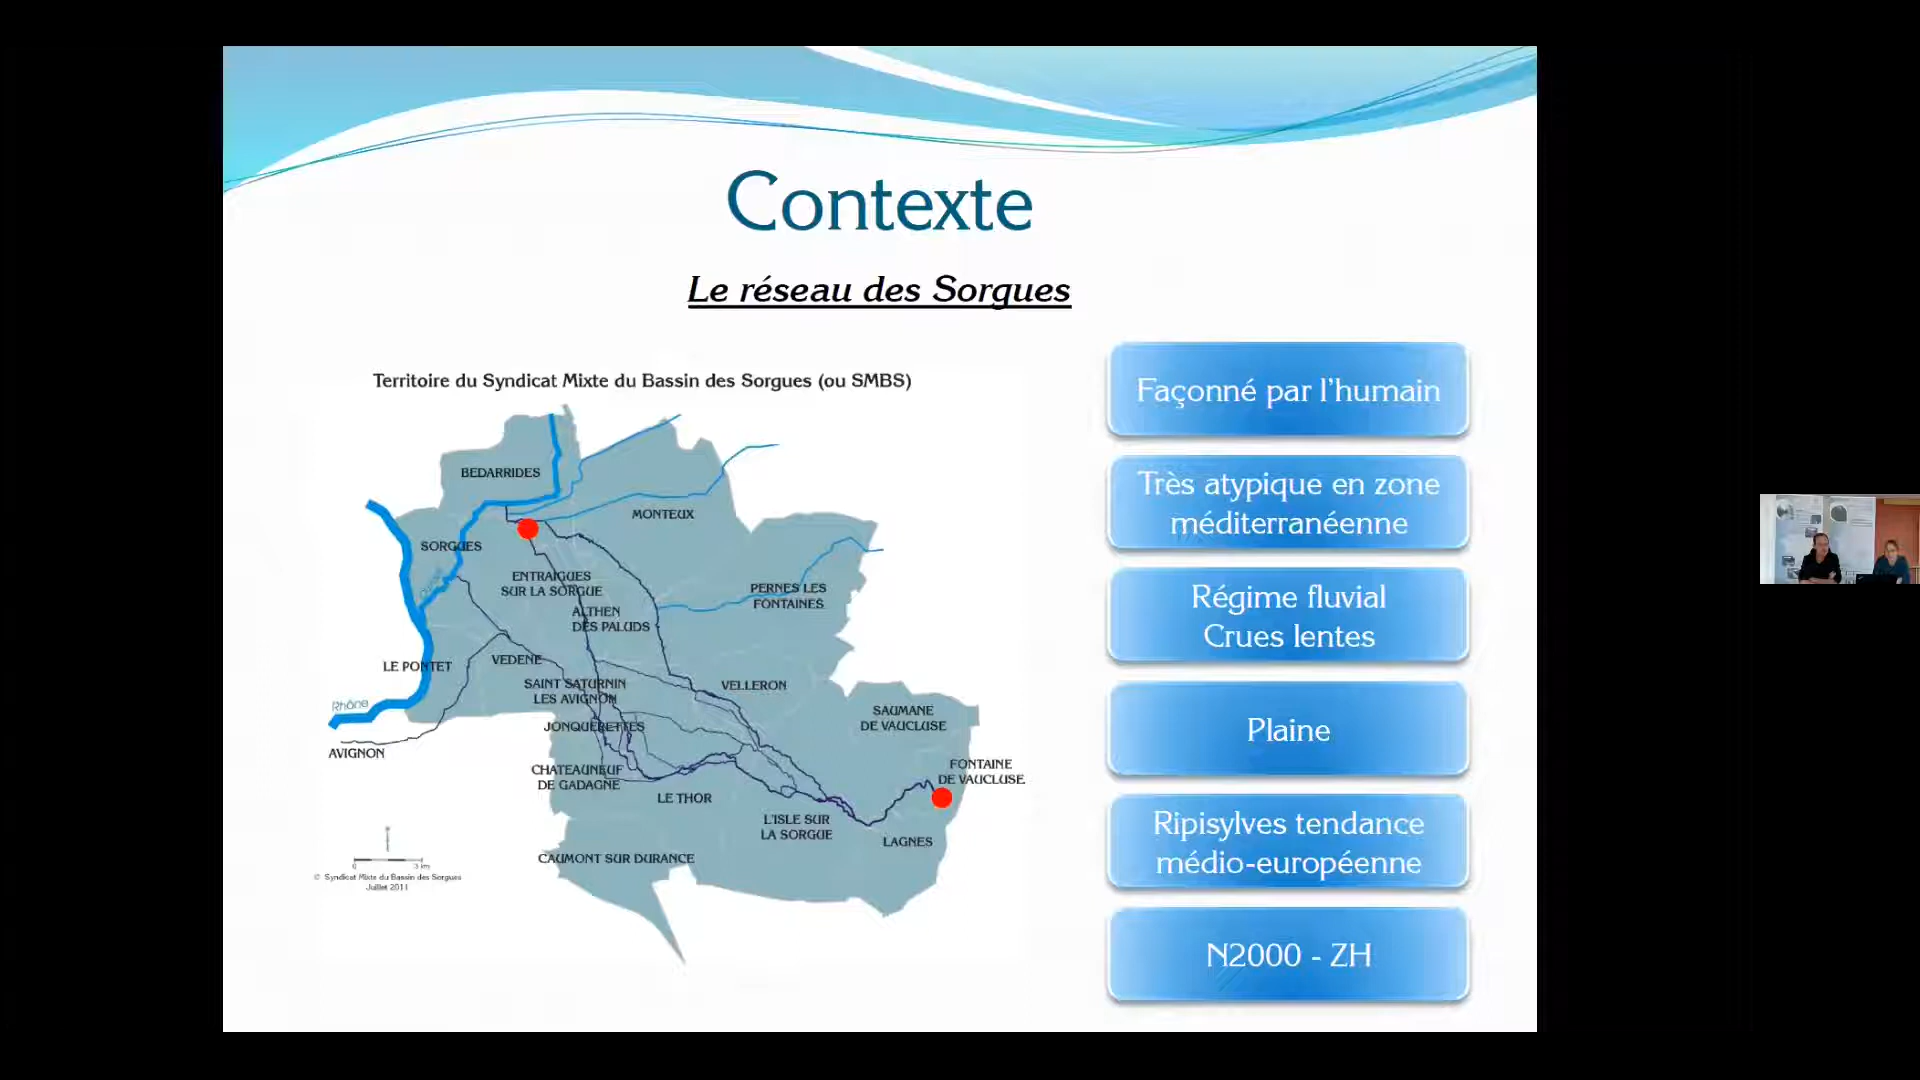 Contexte
Le réseau des Sorgues
Territoire du Syndicat Mixte du Bassin des Sorgues (ou SMBS)
BEDARRIDES
MONTEUX
SORGUES
ENTRAIGUES
SUR LA SORGUE
ALTHEN
DES PALUDS
PERNES LES
FONTAINES
LE PONTET
VEDENE
SAINT SATURNIN
LES AVIGNON
VELLERON
Rhône
JONQUERETTES
SAUMANE
DE VAUCLUSE
AVIGNON
CHATEAUNEUF
DE GADAGNE
FONTAINE
DE VAUCLUSE
LE THOR
L'ISLE SUR
LA SORGUE
LAGNES
CAUMONT SUR DURANCE
0 3 km
© Syndicat Mixte du Bassin des Sorgues
Juillet 2011
Façonné par l'humain
Très atypique en zone
méditerranéenne
Régime fluvial
Crues lentes
Plaine
Ripisylves tendance
médio-européenne
N2000 - ZH